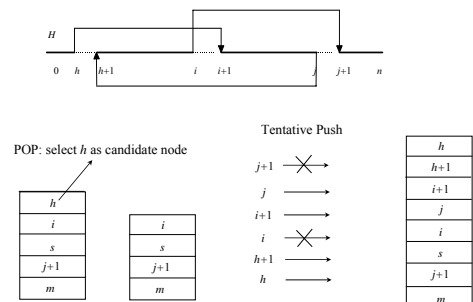 H
0 h h+1 i i+1 j j+1 n
Tentative Push
POP: select h as candidate node
h
i
s
j+1
m
i
s
j+1
m
j+1
j
i+1
i
h+1
h
h
h+1
i+1
j
i
s
j+1
m